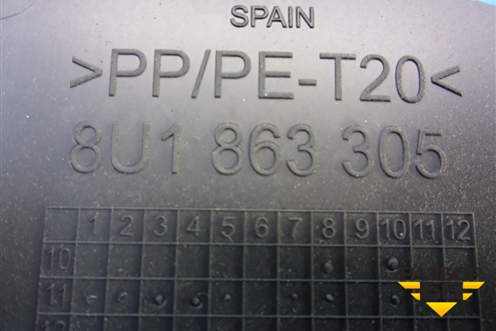 SPAIN
>PP/PE-T20<
8U1 863 305
1 2 3 4 5 6 7 8 9 10 11 12
10
11